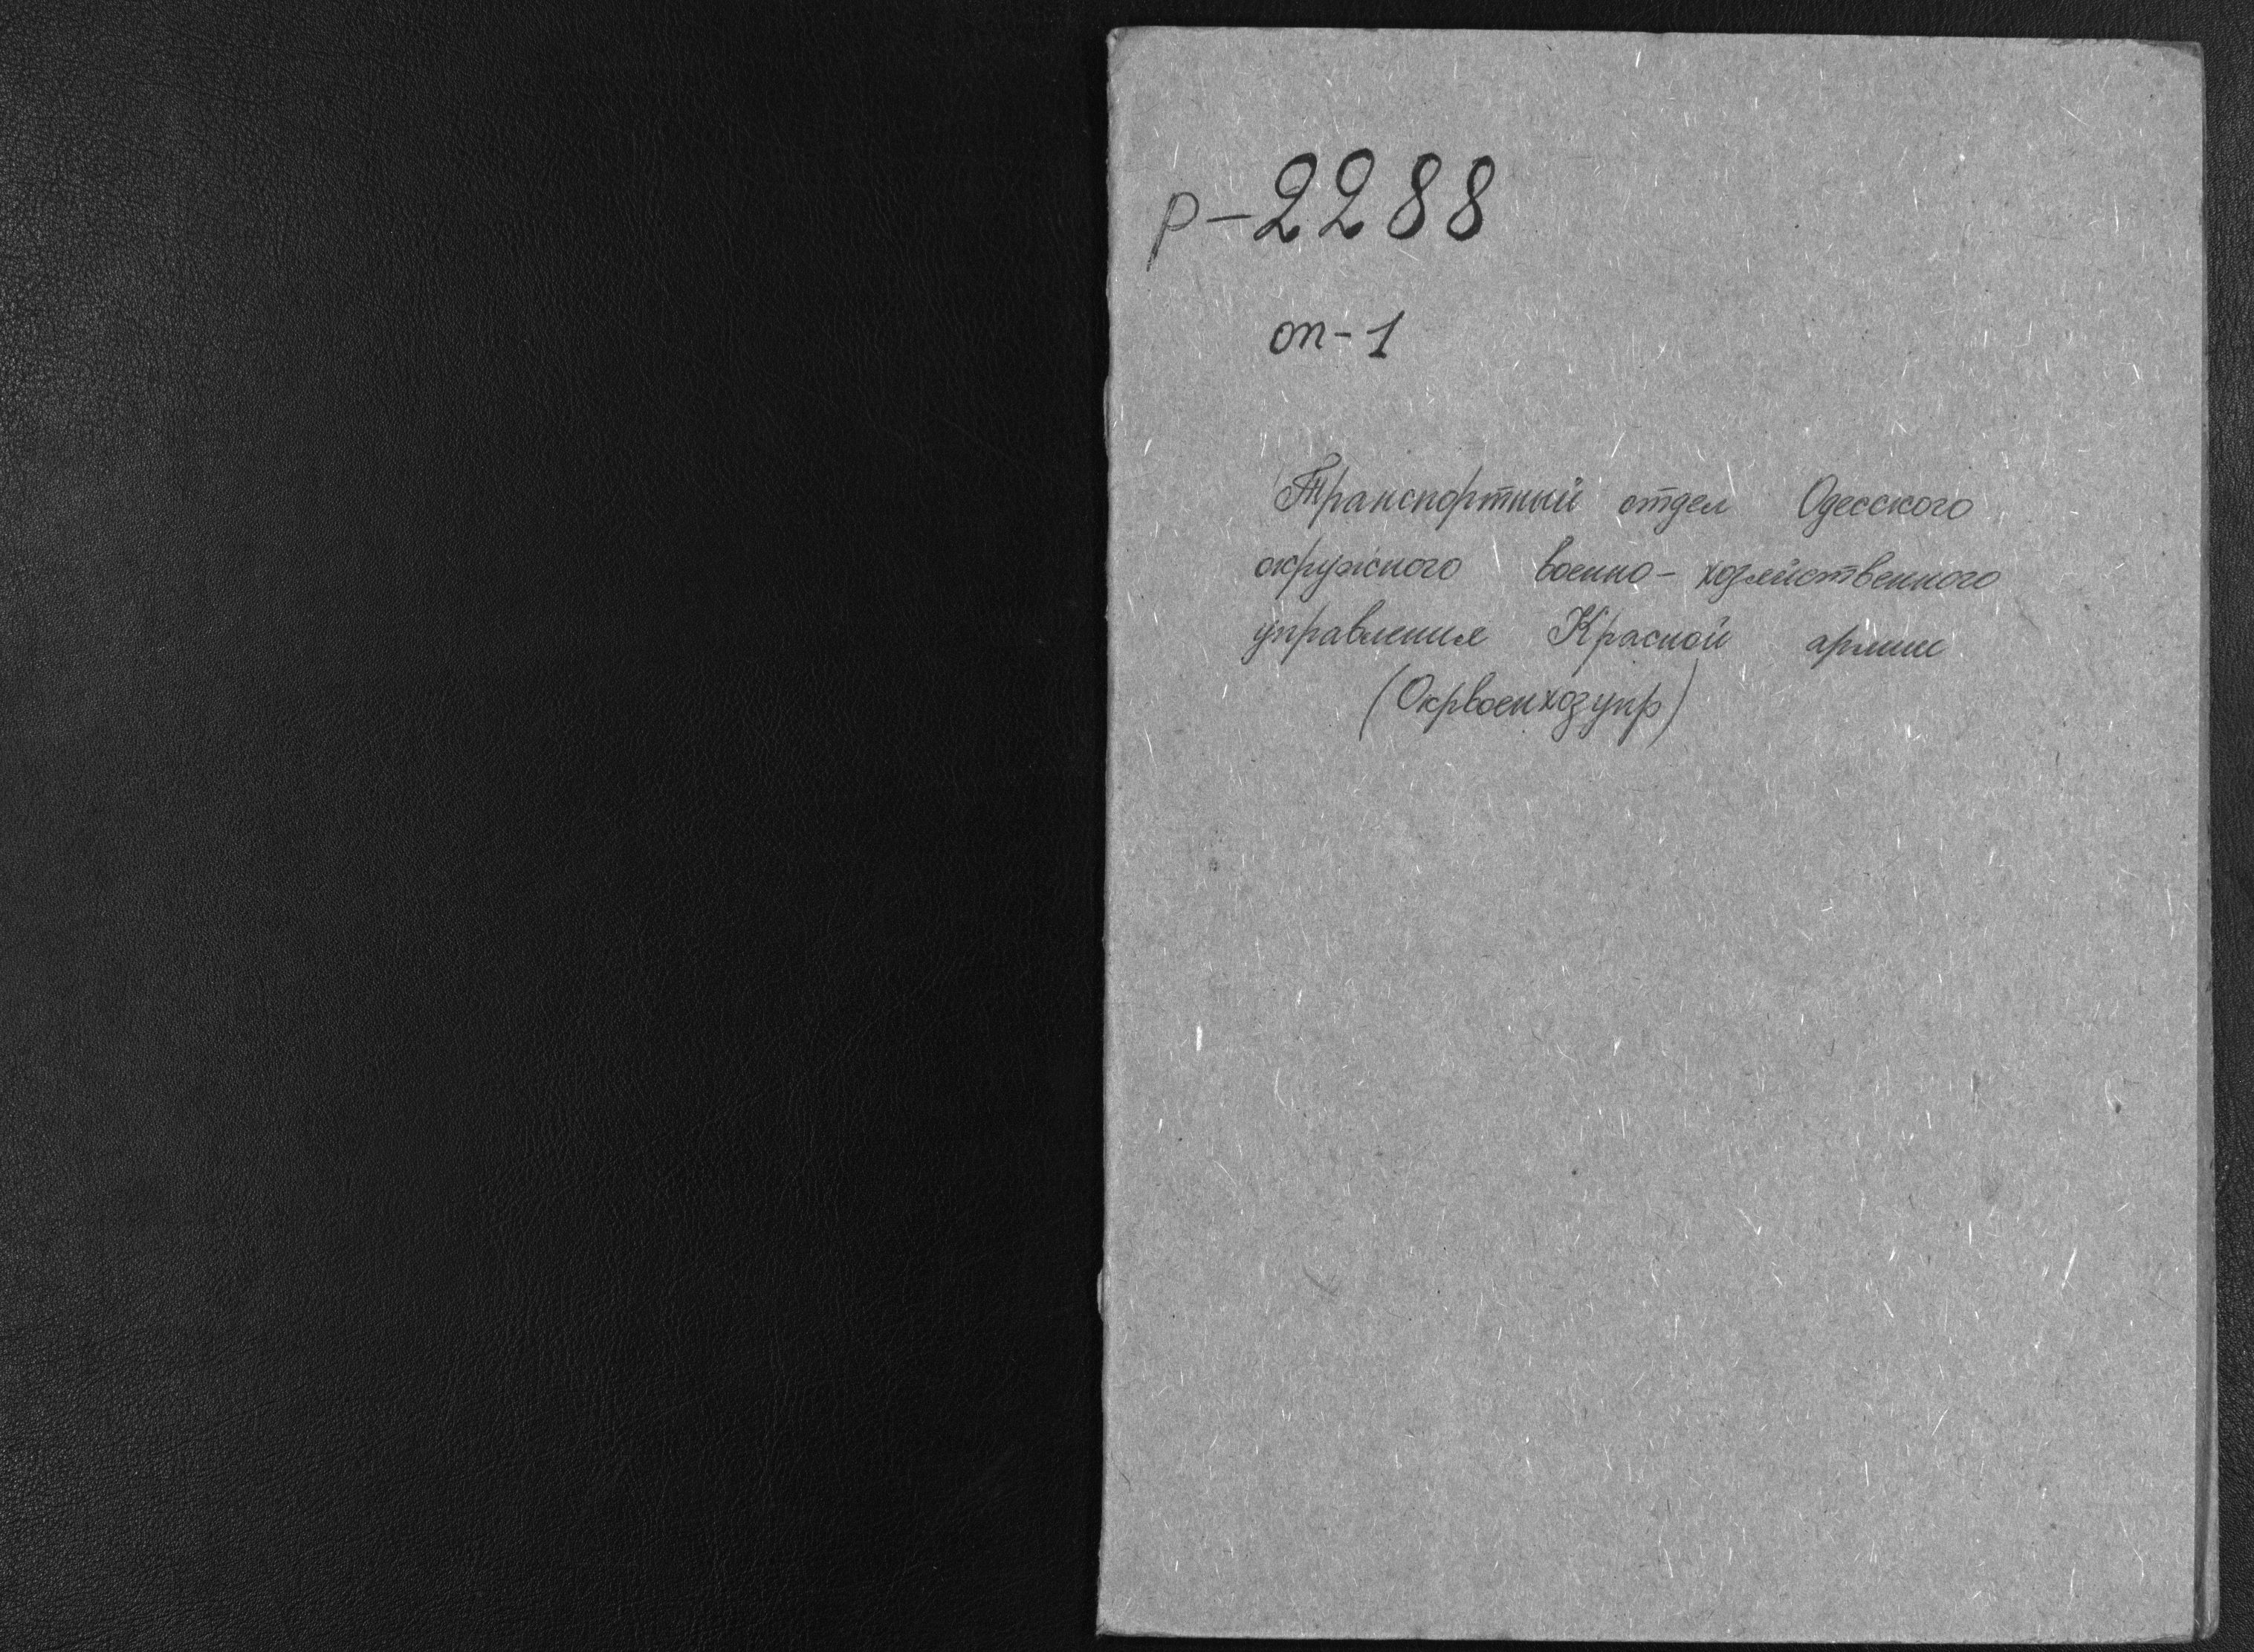 р-2288
оп-1
Транспортный отдел Одесского
окружного военно-хозяйственного
управления Красной армии
(Окрвоенхозупр)